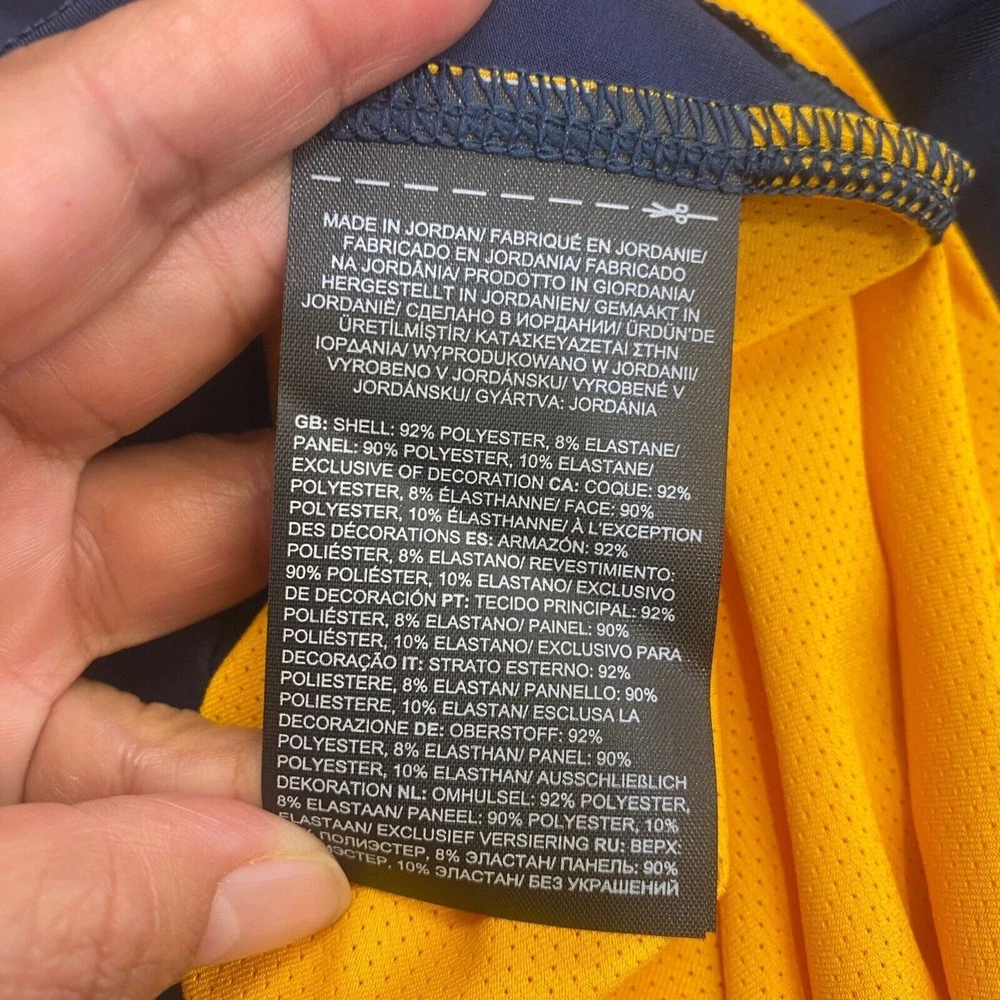 MADE IN JORDAN/ FABRIQUÉ EN JORDANIE/
FABRICADO EN JORDANIA/ FABRICADO
NA JORDÂNIA/ PRODOTTO IN GIORDANIA/
HERGESTELLT IN JORDANIEN/ GEMAAKT IN
JORDANIË/ СДЕЛАНО В ИОРДАНИИ/ ÜRDÜN'DE
ÜRETİLMİŞTİR/ ΚΑΤΑΣΚΕΥΑΖΕΤΑΙ ΣΤΗΝ
ΙΟΡΔΑΝΙΑ/ WYPRODUKOWANO W JORDANII/
VYROBENO V JORDÁNSKU/ VYROBENÉ V
JORDÁNSKU/ GYÁRTVA: JORDÁNIA
GB: SHELL: 92% POLYESTER, 8% ELASTANE/
PANEL: 90% POLYESTER, 10% ELASTANE/
EXCLUSIVE OF DECORATION CA: COQUE: 92%
POLYESTER, 8% ÉLASTHANNE/ FACE: 90%
POLYESTER, 10% ÉLASTHANNE/ À L'EXCEPTION
DES DÉCORATIONS ES: ARMAZÓN: 92%
POLIÉSTER, 8% ELASTANO/ REVESTIMIENTO:
90% POLIÉSTER, 10% ELASTANO/ EXCLUSIVO
DE DECORACIÓN PT: TECIDO PRINCIPAL: 92%
POLIÉSTER, 8% ELASTANO/ PAINEL: 90%
POLIÉSTER, 10% ELASTANO/ EXCLUSIVO PARA
DECORAÇÃO IT: STRATO ESTERNO: 92%
POLIESTERE, 8% ELASTAN/ PANNELLO: 90%
POLIESTERE, 10% ELASTAN/ ESCLUSA LA
DECORAZIONE DE: OBERSTOFF: 92%
POLYESTER, 8% ELASTHAN/ PANEL: 90%
POLYESTER, 10% ELASTHAN/ AUSSCHLIEßLICH
DEKORATION NL: OMHULSEL: 92% POLYESTER,
8% ELASTAAN/ PANEEL: 90% POLYESTER, 10%
ELASTAAN/ EXCLUSIEF VERSIERING RU: ВЕРХ:
ПОЛИЭСТЕР, 8% ЭЛАСТАН/ ПАНЕЛЬ: 90%
10% ЭЛАСТАН/ БЕЗ УКРАШЕНИЙ